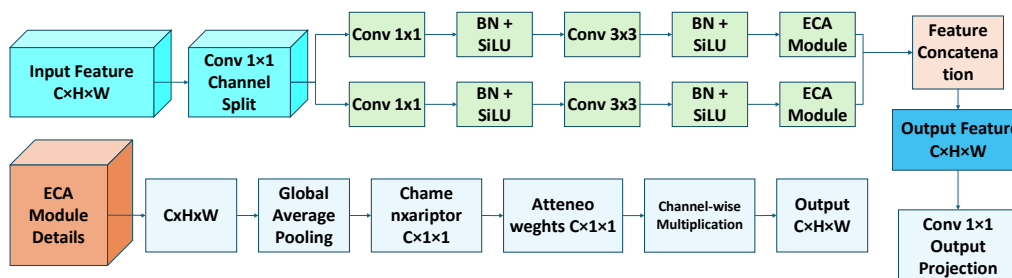 Input Feature
C×H×W
Conv 1×1
Channel
Split
Conv 1x1
BN +
SiLU
Conv 3x3
BN +
SiLU
ECA
Module
Conv 1x1
BN +
SiLU
Conv 3x3
BN +
SiLU
ECA
Module
Feature
Concatena
tion
Output Feature
C×H×W
Conv 1×1
Output
Projection
ECA
Module
Details
CxHxW
Global
Average
Pooling
Chame
nxariptor
C×1×1
Atteneo
weghts C×1×1
Channel-wise
Multiplication
Output
C×H×W